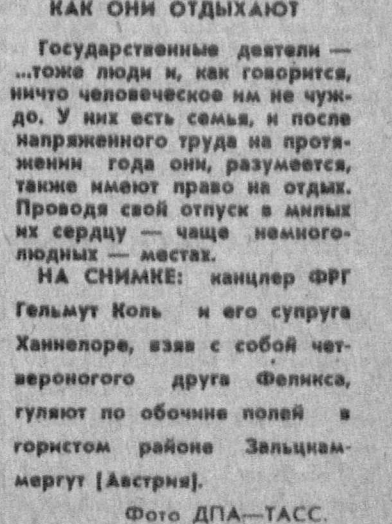 КАК ОНИ ОТДЫХАЮТ
Государственные деятели —
...тоже люди и, как говорится,
ничто человеческое им не чуж-
до. У них есть семья, и после
напряженного труда на протя-
жении года они, разумеется,
также имеют право на отдых.
Проводя свой отпуск в милых
их сердцу — чаще немного-
людных — местах.
НА СНИМКЕ: канцлер ФРГ
Гельмут Коль и его супруга
Ханнелоре, взяв с собой чет-
вероногого друга Феликса,
гуляют по обочине полей в
гористом районе Зальцкам-
мергут [Австрия].
Фото ДПА—ТАСС.